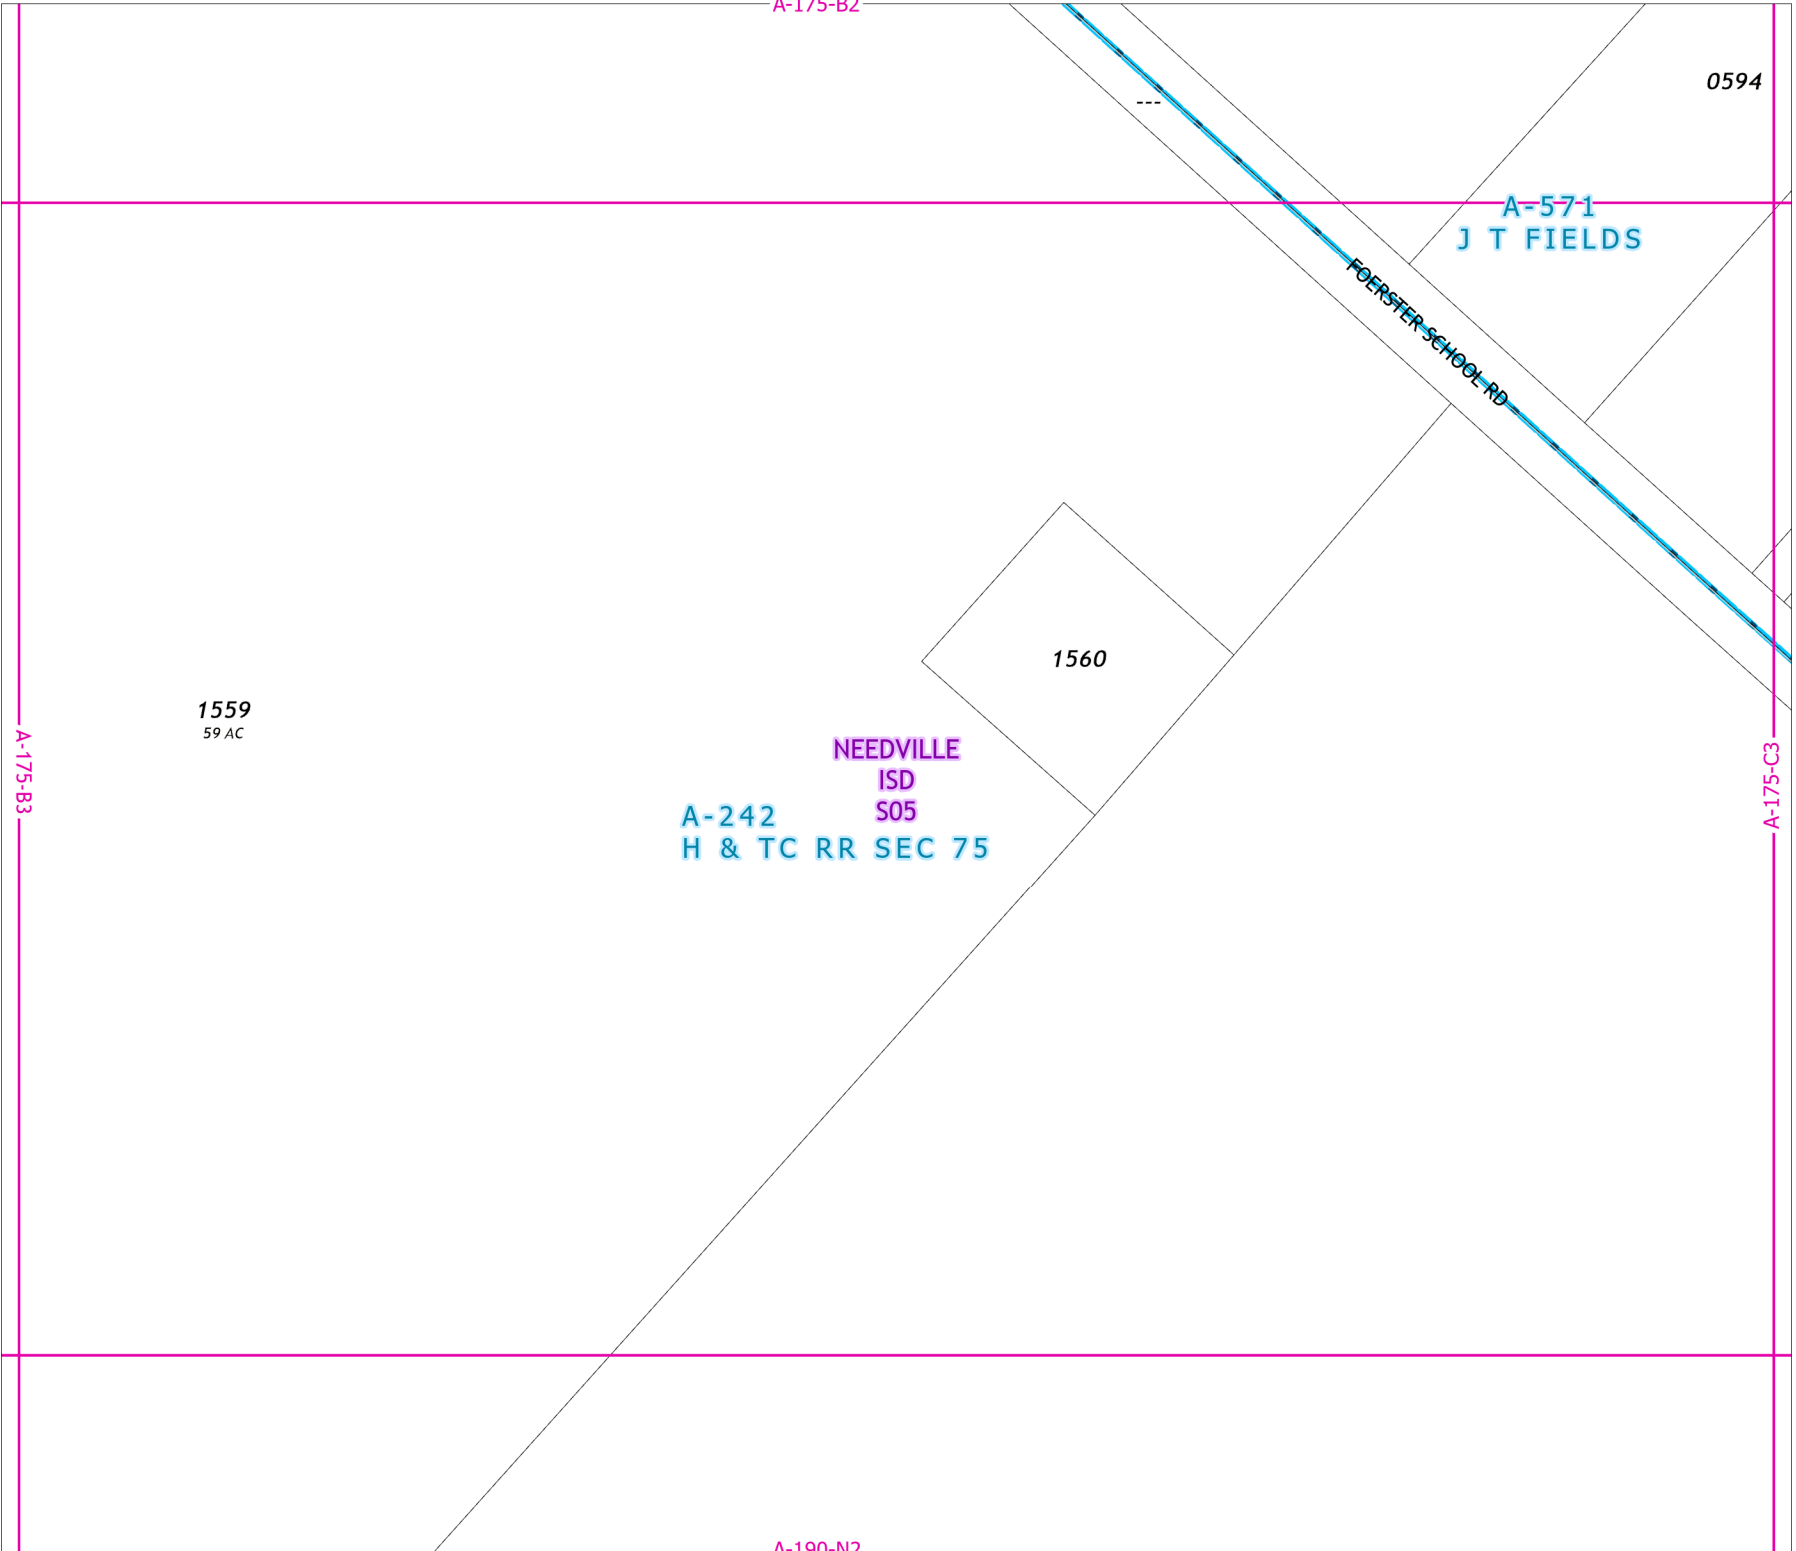 A-175-B2
0594
---
A-571
J T FIELDS
FOERSTER SCHOOL RD
1560
1559
59 AC
NEEDVILLE
ISD
S05
A-242
H & TC RR SEC 75
A-175-B3
A-175-C3
A-190-N2